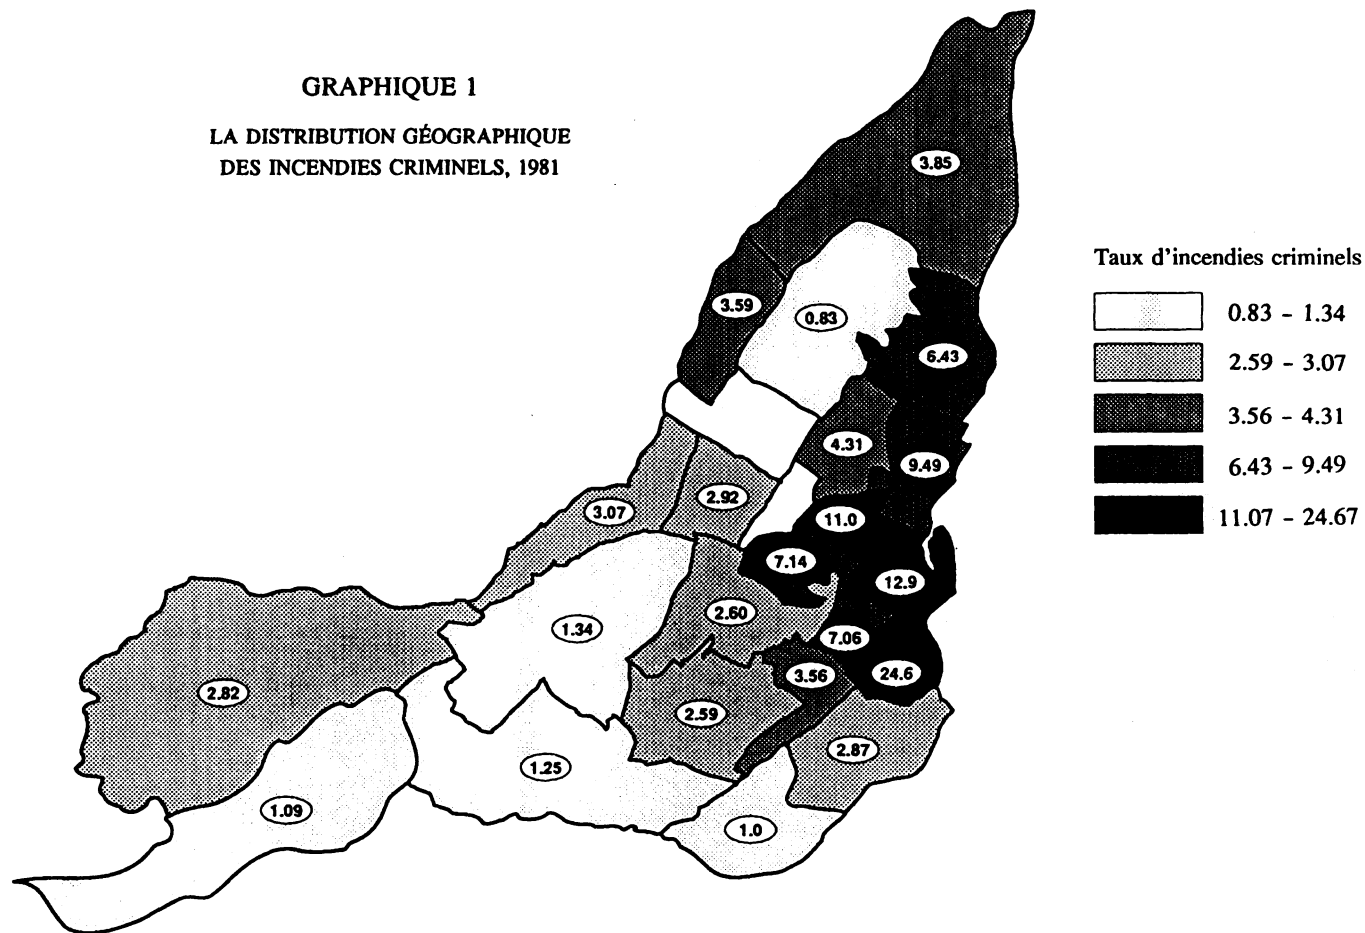 GRAPHIQUE 1
LA DISTRIBUTION GÉOGRAPHIQUE
DES INCENDIES CRIMINELS, 1981
3.85
Taux d'incendies criminels
0.83 - 1.34
2.59 - 3.07
3.56 - 4.31
6.43 - 9.49
11.07 - 24.67
3.59
0.83
6.43
4.31
9.49
2.92
3.07
11.0
7.14
12.9
2.60
1.34
7.06
24.6
3.56
2.82
2.59
2.87
1.25
1.09
1.0